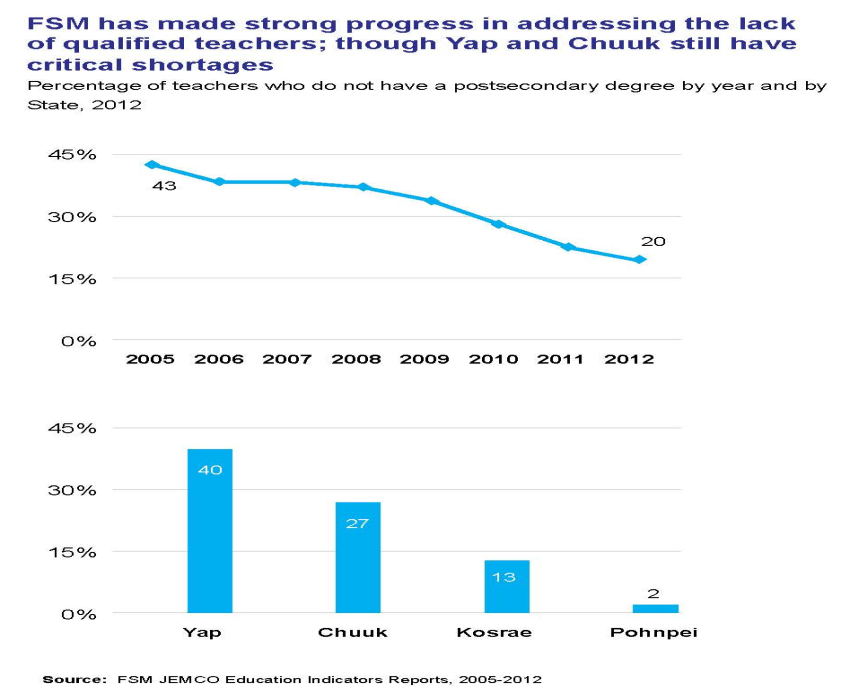 FSM has made strong progress in addressing the lack
of qualified teachers; though Yap and Chuuk still have
critical shortages
Percentage of teachers who do not have a postsecondary degree by year and by
State, 2012
45%
43
30%
20
15%
0%
2005 2006 2007 2008 2009 2010 2011 2012
45%
40
30%
27
15%
13
2
0%
Yap Chuuk Kosrae Pohnpei
Source: FSM JEMCO Education Indicators Reports, 2005-2012